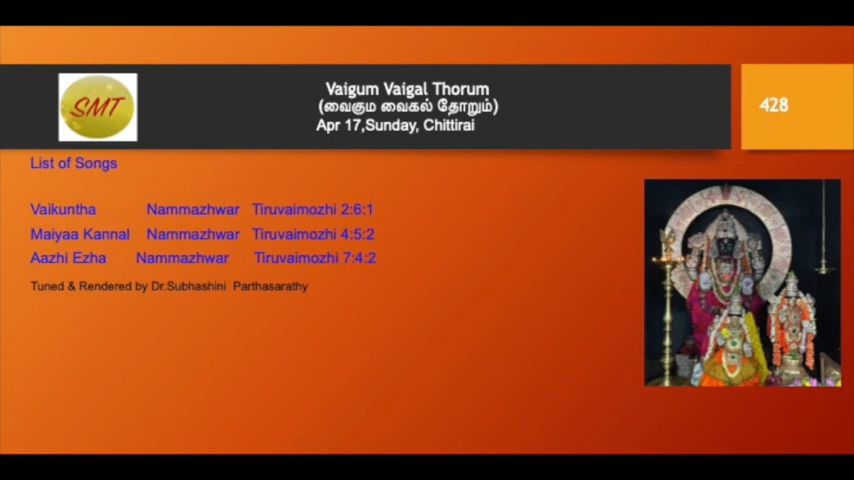 SMT
Vaigum Vaigal Thorum
(வைகும வைகல் தோறும்)
Apr 17,Sunday, Chittirai
428
List of Songs
Vaikuntha Nammazhwar Tiruvaimozhi 2:6:1
Maiyaa Kannal Nammazhwar Tiruvaimozhi 4:5:2
Aazhi Ezha Nammazhwar Tiruvaimozhi 7:4:2
Tuned & Rendered by Dr.Subhashini Parthasarathy